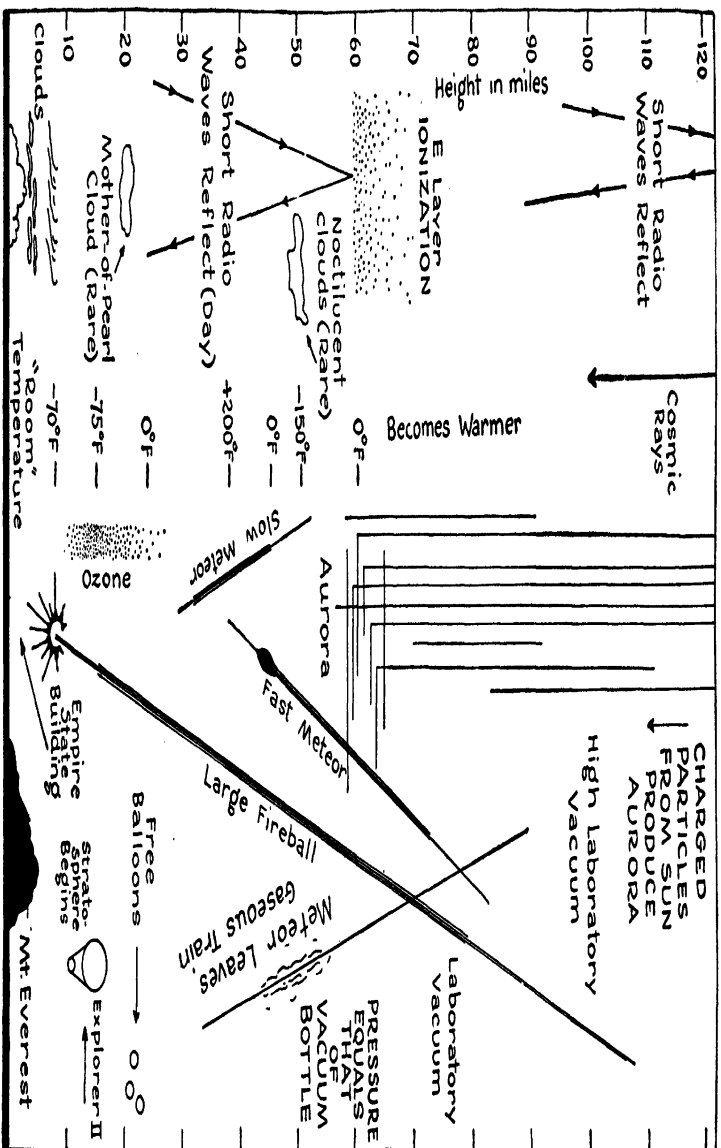 120
110
100
90
80
70
60
50
40
30
20
10
Height in miles
Short Radio
Waves Reflect
E Layer
IONIZATION
Noctilucent
Clouds (Rare)
Short Radio
Waves Reflect (Day)
Mother-of-Pearl
Cloud (Rare)
Clouds
Cosmic
Rays
Becomes Warmer
0°F
-150°F
0°F
+200°F
0°F
-75°F
-70°F
"Room"
Temperature
Aurora
Slow Meteor
Ozone
Fast Meteor
Large Fireball
Empire
State
Building
CHARGED
PARTICLES
FROM SUN
PRODUCE
AURORA
High Laboratory
Vacuum
Laboratory
Vacuum
PRESSURE
EQUALS
THAT
OF
VACUUM
BOTTLE
Meteor Leaves
Gaseous Train
Free
Balloons
Strato-
Sphere
Begins
Explorer II
Mt. Everest